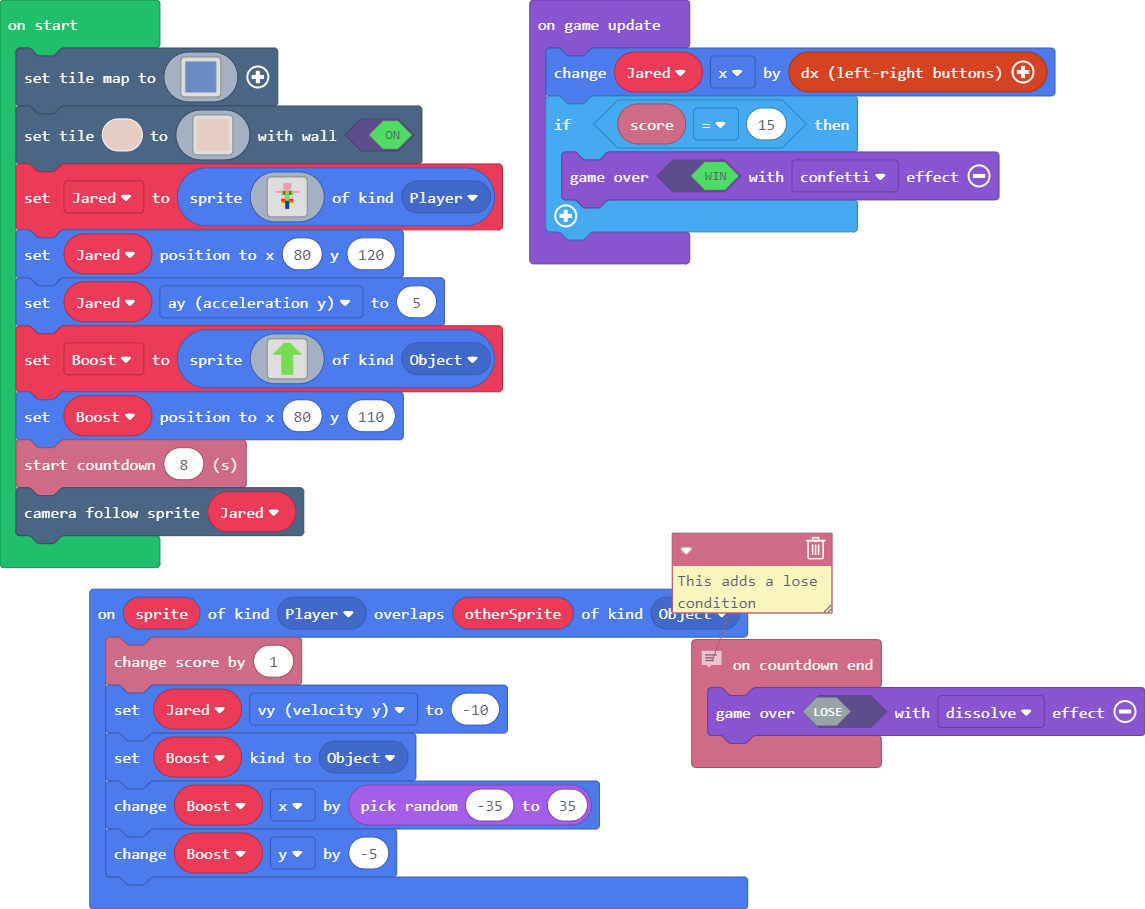 on start
set tile map to
set tile to with wall ON
set Jared to sprite of kind Player
set Jared position to x 80 y 120
set Jared ay (acceleration y) to 5
set Boost to sprite of kind Object
set Boost position to x 80 y 110
start countdown 8 (s)
camera follow sprite Jared
on game update
change Jared x by dx (left-right buttons)
if score = 15 then
game over WIN with confetti effect
on sprite of kind Player overlaps otherSprite of kind Object
change score by 1
set Jared vy (velocity y) to -10
set Boost kind to Object
change Boost x by pick random -35 to 35
change Boost y by -5
This adds a lose
condition
on countdown end
game over LOSE with dissolve effect